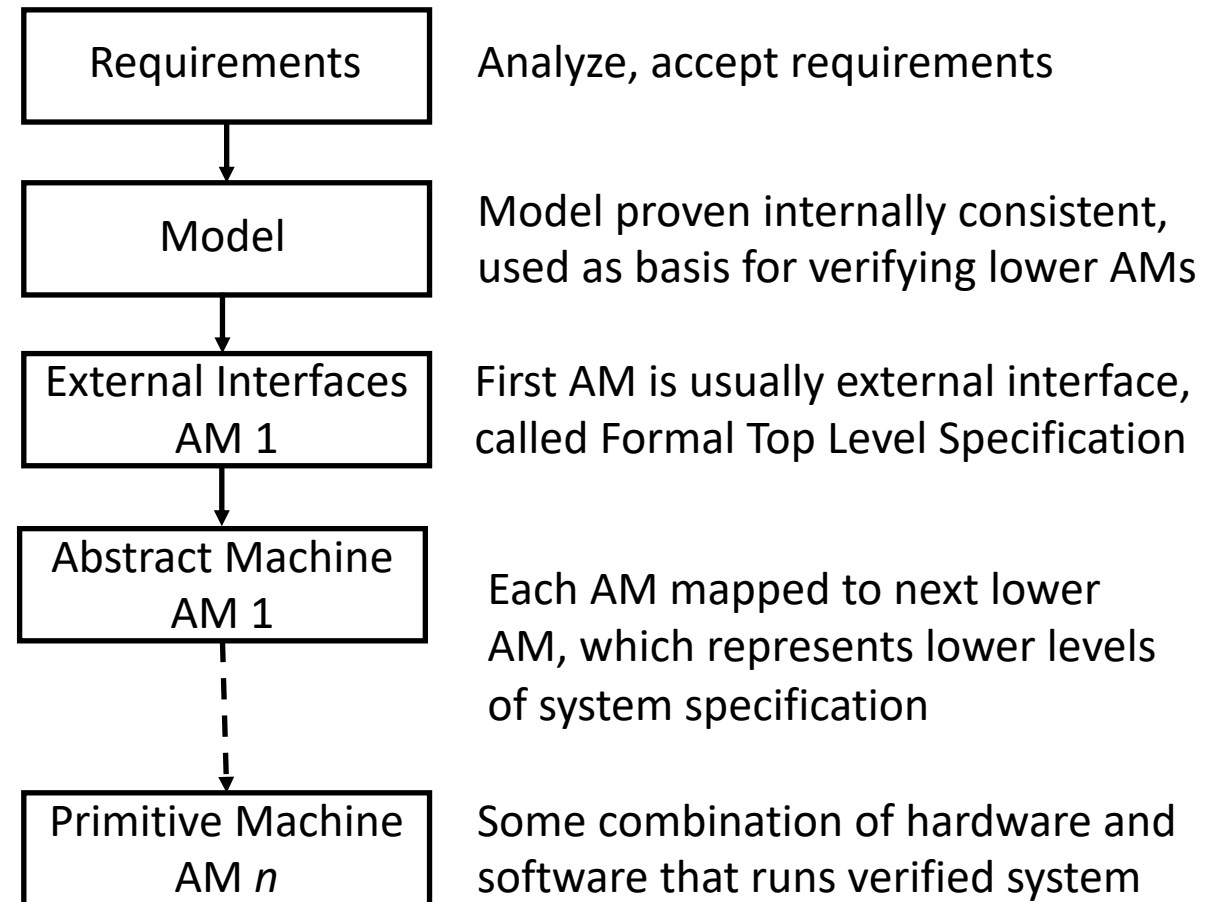 Requirements
Analyze, accept requirements
Model
Model proven internally consistent,
used as basis for verifying lower AMs
External Interfaces
AM 1
First AM is usually external interface,
called Formal Top Level Specification
Abstract Machine
AM 1
Each AM mapped to next lower
AM, which represents lower levels
of system specification
Primitive Machine
AM n
Some combination of hardware and
software that runs verified system